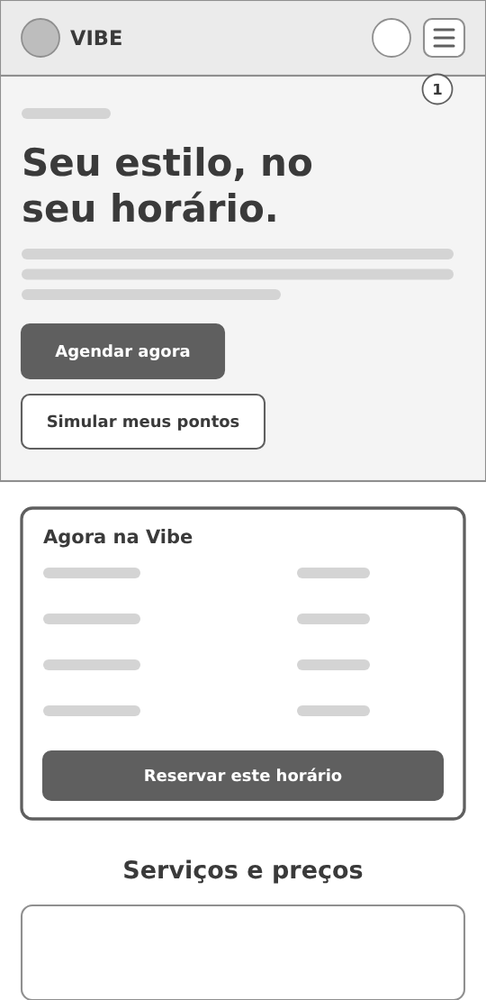 VIBE
1
Seu estilo, no
seu horário.
Agendar agora
Simular meus pontos
Agora na Vibe
Reservar este horário
Serviços e preços